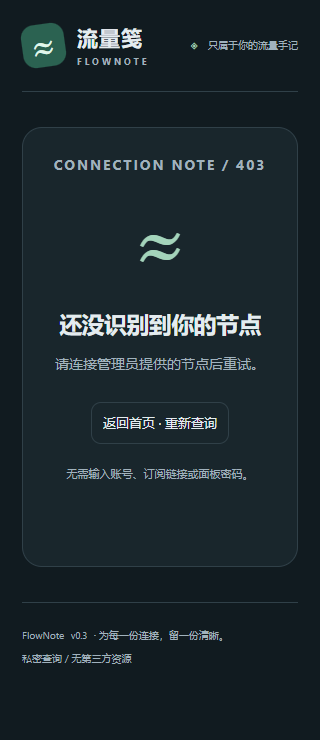 流量笺
FLOWNOTE
只属于你的流量手记
CONNECTION NOTE / 403
还没识别到你的节点
请连接管理员提供的节点后重试。
返回首页 · 重新查询
无需输入账号、订阅链接或面板密码。
FlowNote v0.3 · 为每一份连接，留一份清晰。
私密查询 / 无第三方资源